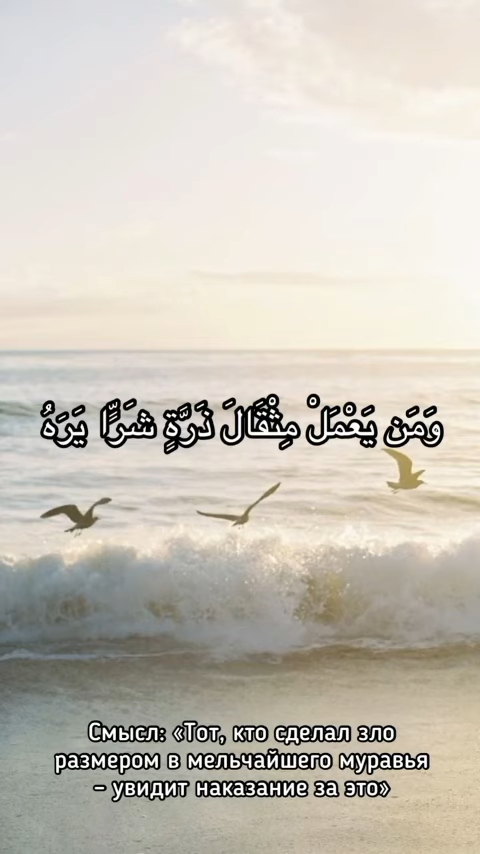 وَمَن يَعْمَلْ مِثْقَالَ ذَرَّةٍ شَرًّا يَرَهُ
Смысл: «Тот, кто сделал зло
размером в мельчайшего муравья
– увидит наказание за это»